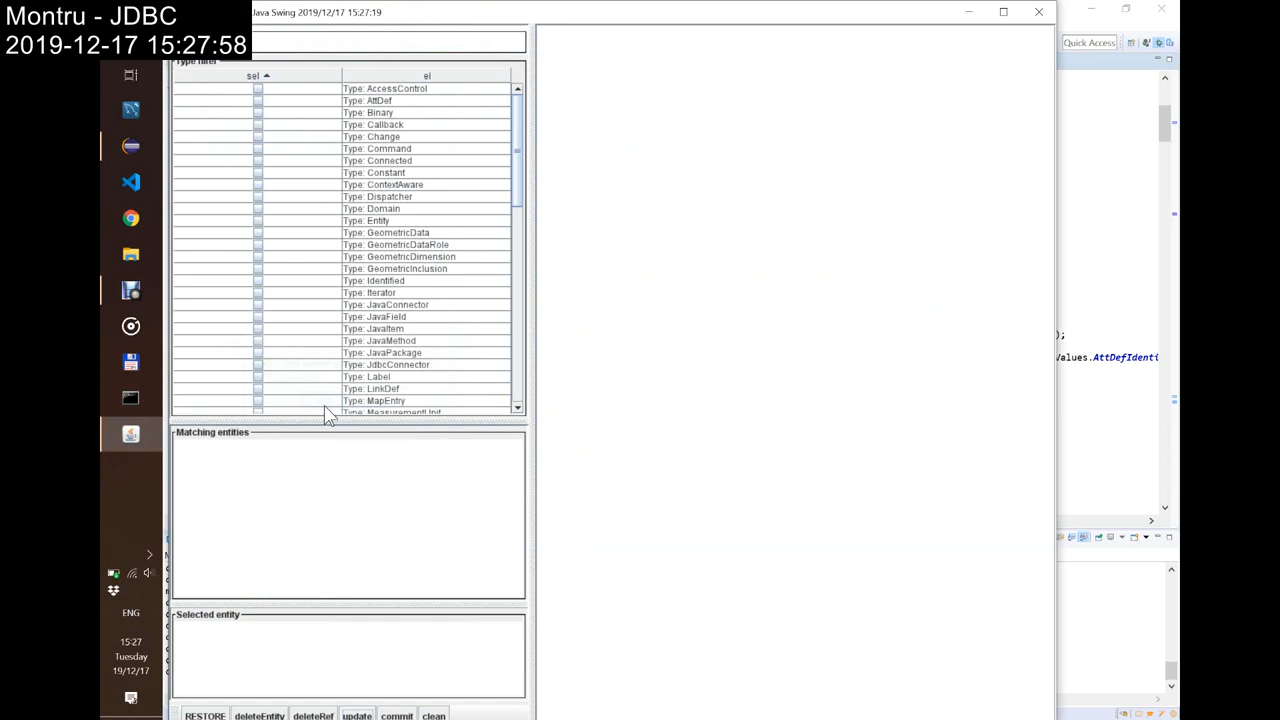 Montru - JDBC
2019-12-17 15:27:58
Java Swing 2019/12/17 15:27:19
Quick Access
Type filter
sel
el
Type: AccessControl
Type: AttDef
Type: Binary
Type: Callback
Type: Change
Type: Command
Type: Connected
Type: Constant
Type: ContextAware
Type: Dispatcher
Type: Domain
Type: Entity
Type: GeometricData
Type: GeometricDataRole
Type: GeometricDimension
Type: GeometricInclusion
Type: Identified
Type: Iterator
Type: JavaConnector
Type: JavaField
Type: JavaItem
Type: JavaMethod
Type: JavaPackage
Type: JdbcConnector
Type: Label
Type: LinkDef
Type: MapEntry
Type: MeasurementUnit
);
Values.AttDefIdenti
Matching entities
Selected entity
RESTORE deleteEntity deleteRef update commit clean
ENG
15:27
Tuesday
19/12/17